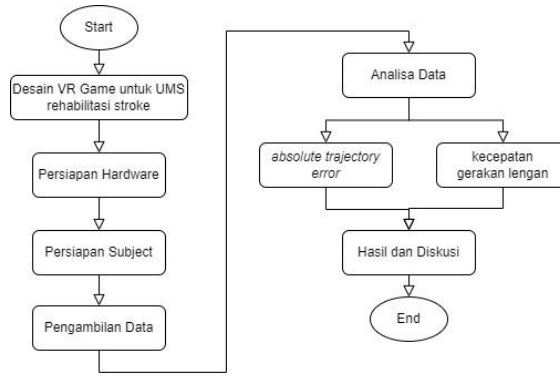 Start
Desain VR Game untuk UMS
rehabilitasi stroke
Persiapan Hardware
Persiapan Subject
Pengambilan Data
Analisa Data
absolute trajectory
error
kecepatan
gerakan lengan
Hasil dan Diskusi
End